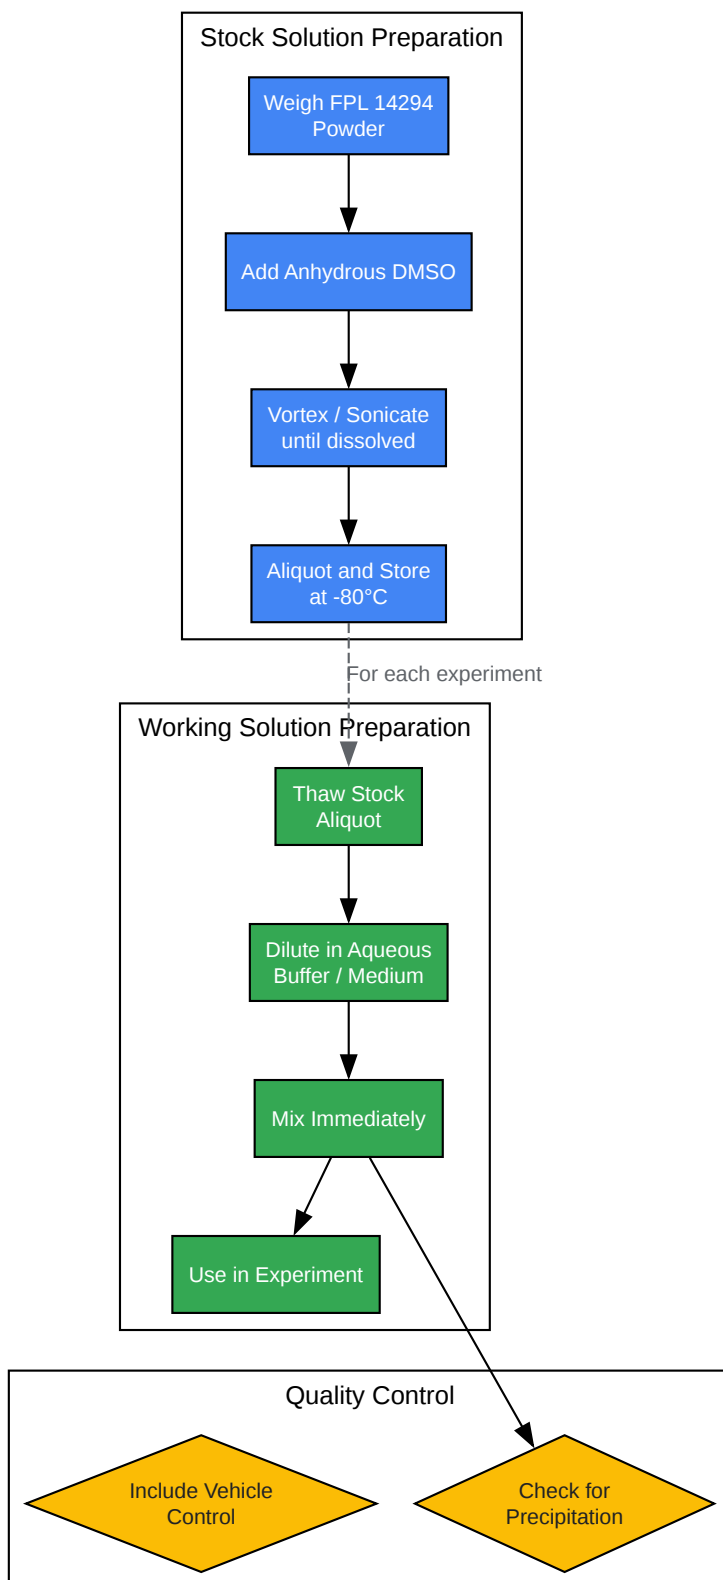 Stock Solution Preparation
Weigh FPL 14294
Powder
Add Anhydrous DMSO
Vortex / Sonicate
until dissolved
Aliquot and Store
at -80°C
For each experiment
Working Solution Preparation
Thaw Stock
Aliquot
Dilute in Aqueous
Buffer / Medium
Mix Immediately
Use in Experiment
Quality Control
Include Vehicle
Control
Check for
Precipitation